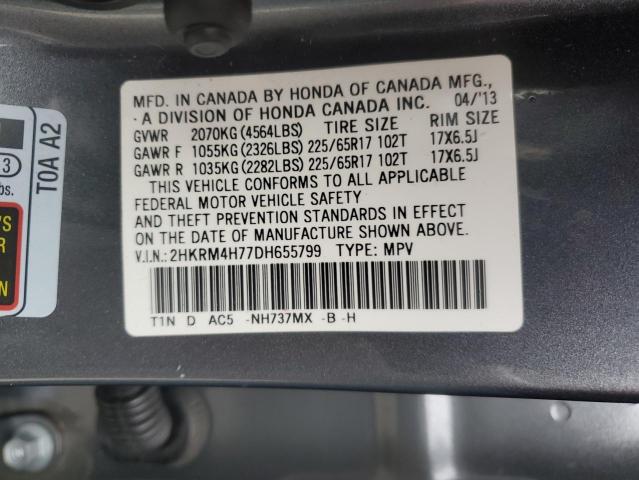 MFD. IN CANADA BY HONDA OF CANADA MFG.,
A DIVISION OF HONDA CANADA INC. 04/'13
GVWR 2070KG (4564LBS) TIRE SIZE RIM SIZE
GAWR F 1055KG (2326LBS) 225/65R17 102T 17X6.5J
GAWR R 1035KG (2282LBS) 225/65R17 102T 17X6.5J
THIS VEHICLE CONFORMS TO ALL APPLICABLE
FEDERAL MOTOR VEHICLE SAFETY
AND THEFT PREVENTION STANDARDS IN EFFECT
ON THE DATE OF MANUFACTURE SHOWN ABOVE.
V.I.N.: 2HKRM4H77DH655799 TYPE: MPV
T1N D AC5 -NH737MX -B -H
T0A A2
3
bs.
'S
R
N